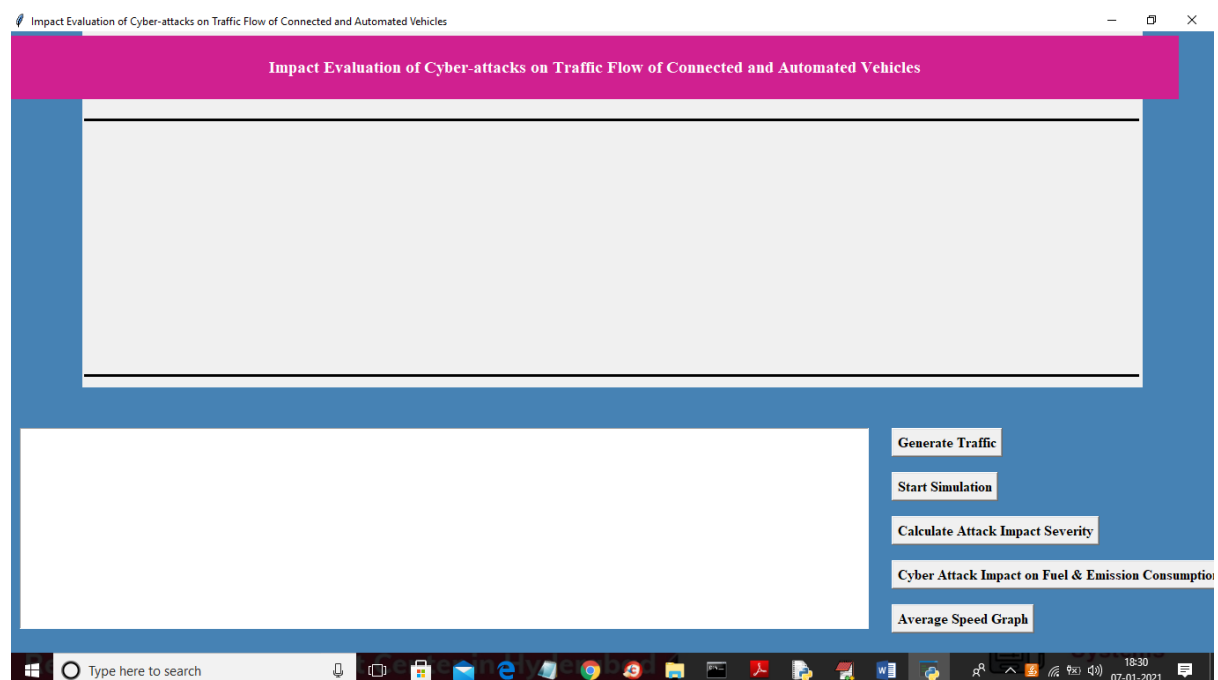 Impact Evaluation of Cyber-attacks on Traffic Flow of Connected and Automated Vehicles
Impact Evaluation of Cyber-attacks on Traffic Flow of Connected and Automated Vehicles
Generate Traffic
Start Simulation
Calculate Attack Impact Severity
Cyber Attack Impact on Fuel & Emission Consumptio
Average Speed Graph
Type here to search
18:30
07-01-2021